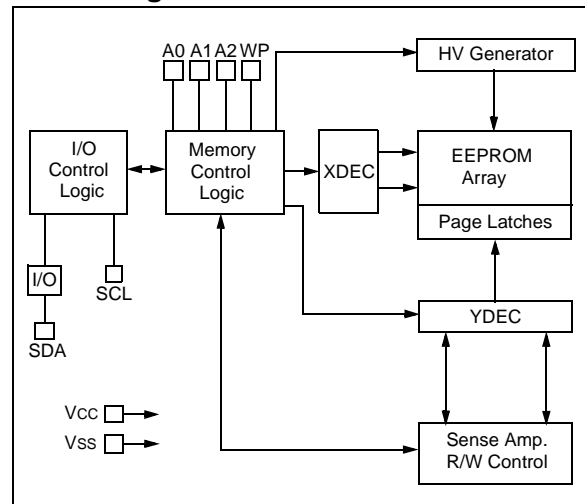 A0 A1 A2 WP
HV Generator
I/O
Control
Logic
Memory
Control
Logic
XDEC
EEPROM
Array
Page Latches
I/O
SCL
SDA
YDEC
Vcc
Vss
Sense Amp.
R/W Control